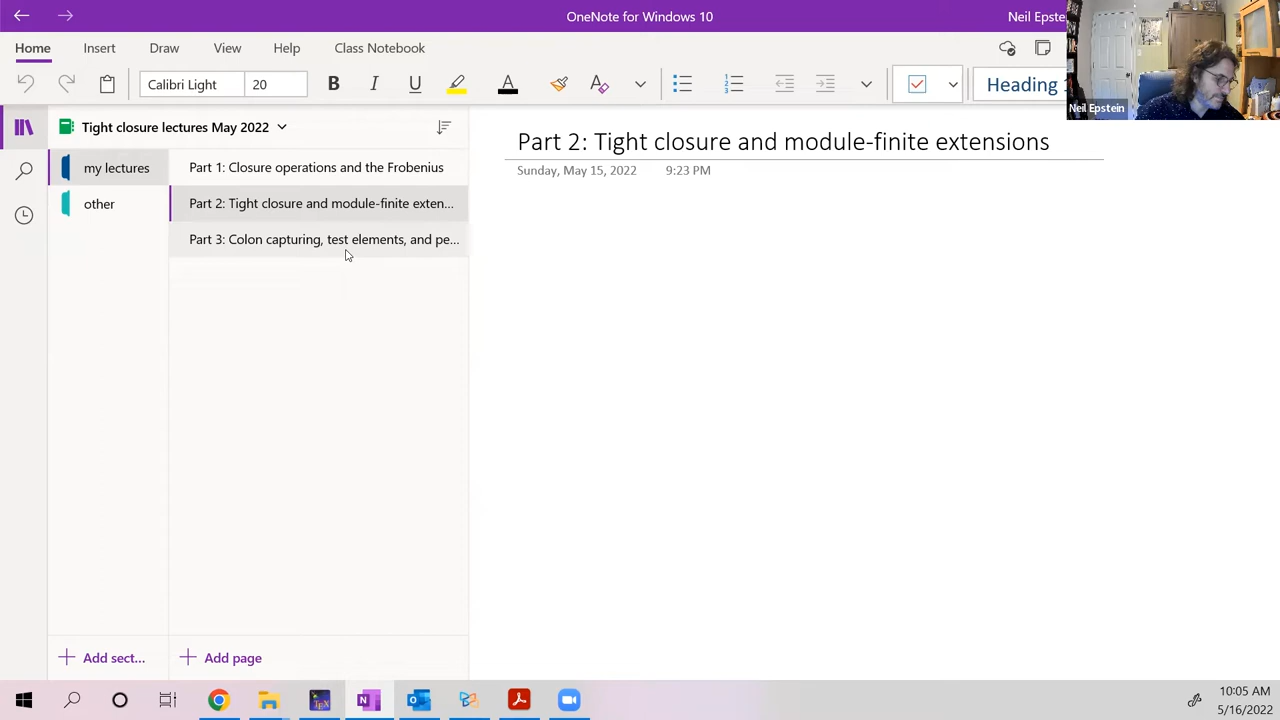 OneNote for Windows 10
Neil Epste
Home Insert Draw View Help Class Notebook
Calibri Light 20 B I U A A Heading
Neil Epstein
Tight closure lectures May 2022
my lectures
other
Part 1: Closure operations and the Frobenius
Part 2: Tight closure and module-finite exten...
Part 3: Colon capturing, test elements, and pe...
Part 2: Tight closure and module-finite extensions
Sunday, May 15, 2022 9:23 PM
Add sect... Add page
10:05 AM
5/16/2022